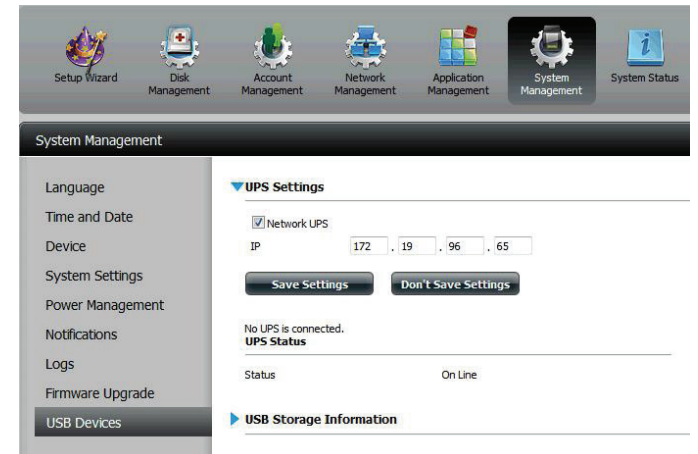 Setup Wizard
Disk Management
Account Management
Network Management
Application Management
System Management
System Status
System Management
Language
Time and Date
Device
System Settings
Power Management
Notifications
Logs
Firmware Upgrade
USB Devices
UPS Settings
Network UPS
IP 172 . 19 . 96 . 65
Save Settings Don't Save Settings
No UPS is connected.
UPS Status
Status On Line
USB Storage Information